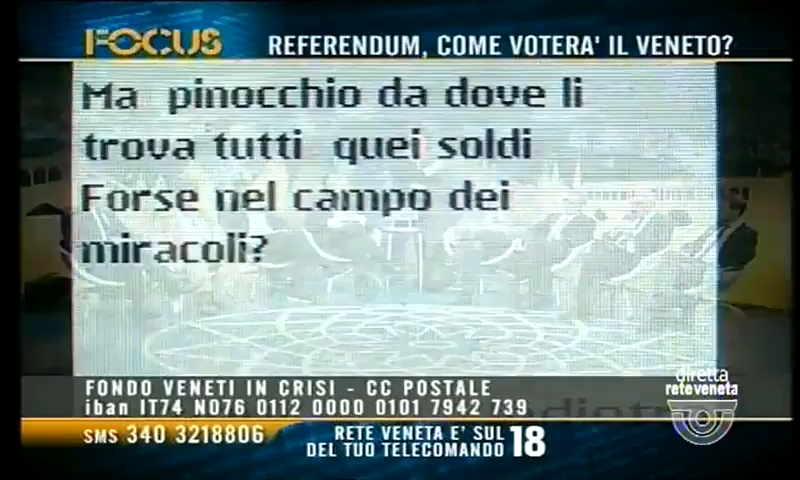 FOCUS
REFERENDUM, COME VOTERA' IL VENETO?
Ma pinocchio da dove li
trova tutti quei soldi
Forse nel campo dei
miracoli?
diretta
reteveneta
FONDO VENETI IN CRISI - CC POSTALE
iban IT74 N076 0112 0000 0101 7942 739
SMS 340 3218806
RETE VENETA E' SUL
DEL TUO TELECOMANDO 18